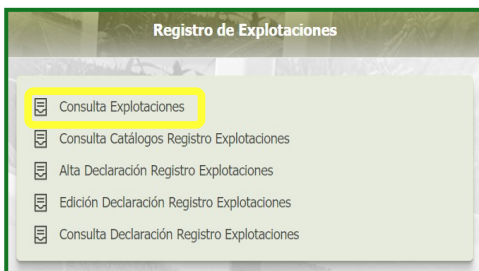 Registro de Explotaciones
Consulta Explotaciones
Consulta Catálogos Registro Explotaciones
Alta Declaración Registro Explotaciones
Edición Declaración Registro Explotaciones
Consulta Declaración Registro Explotaciones